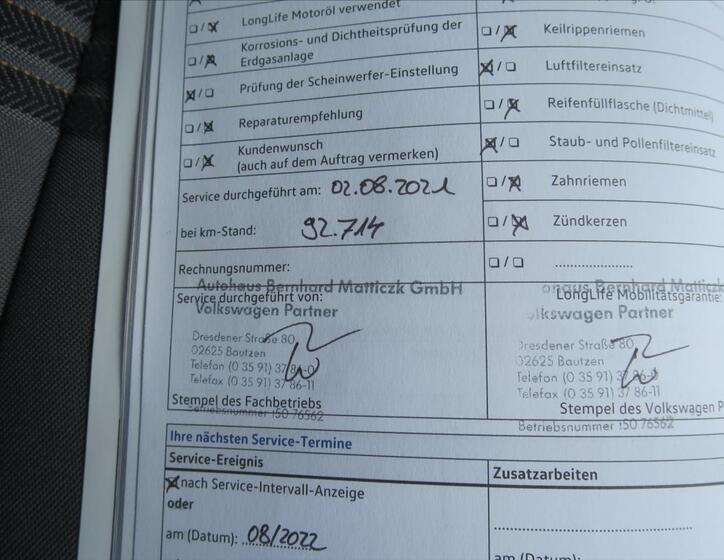 LongLife Motoröl verwendet
Korrosions- und Dichtheitsprüfung der
Erdgasanlage
Prüfung der Scheinwerfer-Einstellung
Reparaturempfehlung
Kundenwunsch
(auch auf dem Auftrag vermerken)
Service durchgeführt am: 02.08.2021
bei km-Stand: 92.714
Rechnungsnummer:
Autohaus Bernhard Matticzk GmbH
Service durchgeführt von:
Volkswagen Partner
Dresdener Straße 80
02625 Bautzen
Telefon (0 35 91) 37 86-0
Telefax (0 35 91) 37 86-11
Stempel des Fachbetriebs
Betriebsnummer 150 76562
Keilrippenriemen
Luftfiltereinsatz
Reifenfüllflasche (Dichtmittel)
Staub- und Pollenfiltereinsatz
Zahnriemen
Zündkerzen
onaus Bernhard Matticzk
LongLife Mobilitätsgarantie:
olkswagen Partner
Dresdener Straße 80
02625 Bautzen
Telefon (0 35 91) 37 86-0
Telefax (0 35 91) 37 86-11
Stempel des Volkswagen P
Betriebsnummer 150 76562
Ihre nächsten Service-Termine
Service-Ereignis
nach Service-Intervall-Anzeige
oder
am (Datum): 08/2022
Zusatzarbeiten
am (Datum):